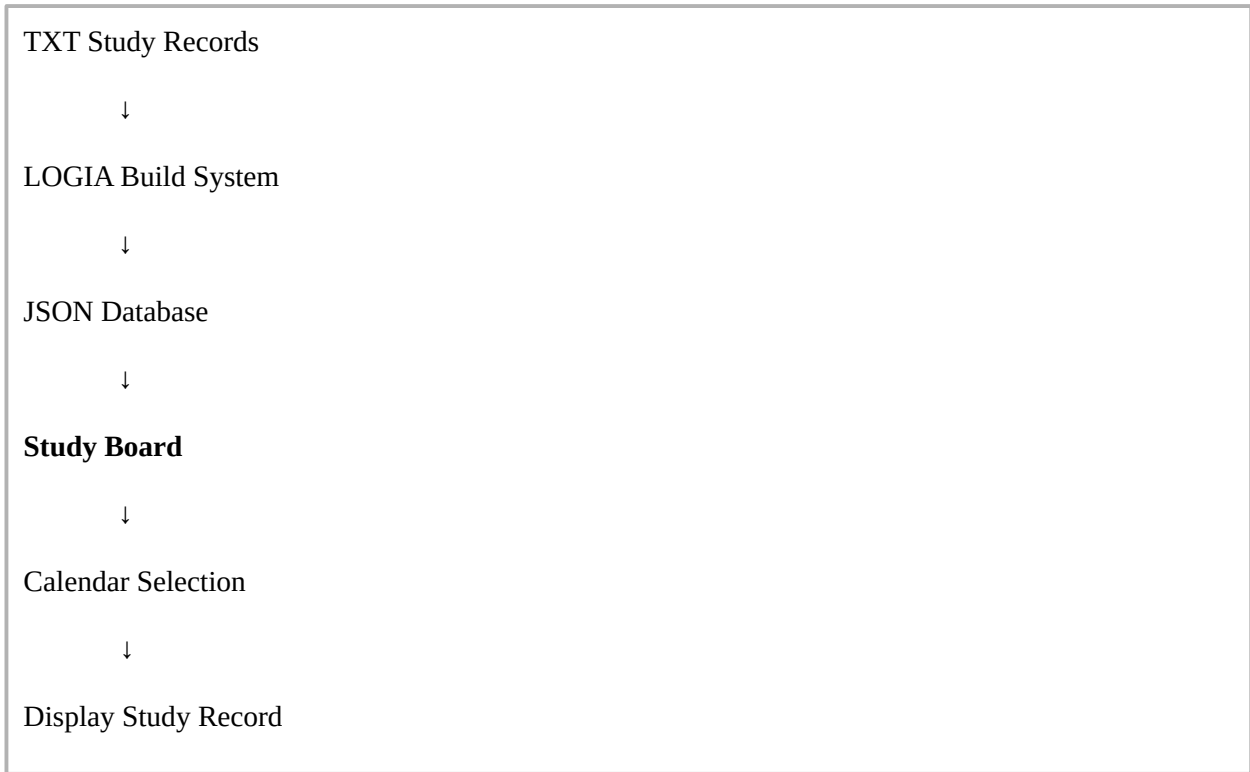 TXT Study Records
↓
LOGIA Build System
↓
JSON Database
↓
Study Board
↓
Calendar Selection
↓
Display Study Record